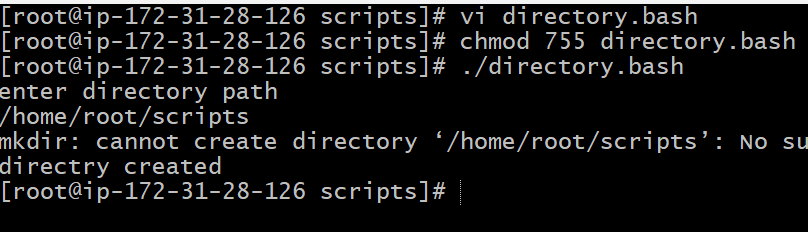 [root@ip-172-31-28-126 scripts]# vi directory.bash
[root@ip-172-31-28-126 scripts]# chmod 755 directory.bash
[root@ip-172-31-28-126 scripts]# ./directory.bash
enter directory path
/home/root/scripts
mkdir: cannot create directory ‘/home/root/scripts’: No su
directry created
[root@ip-172-31-28-126 scripts]#